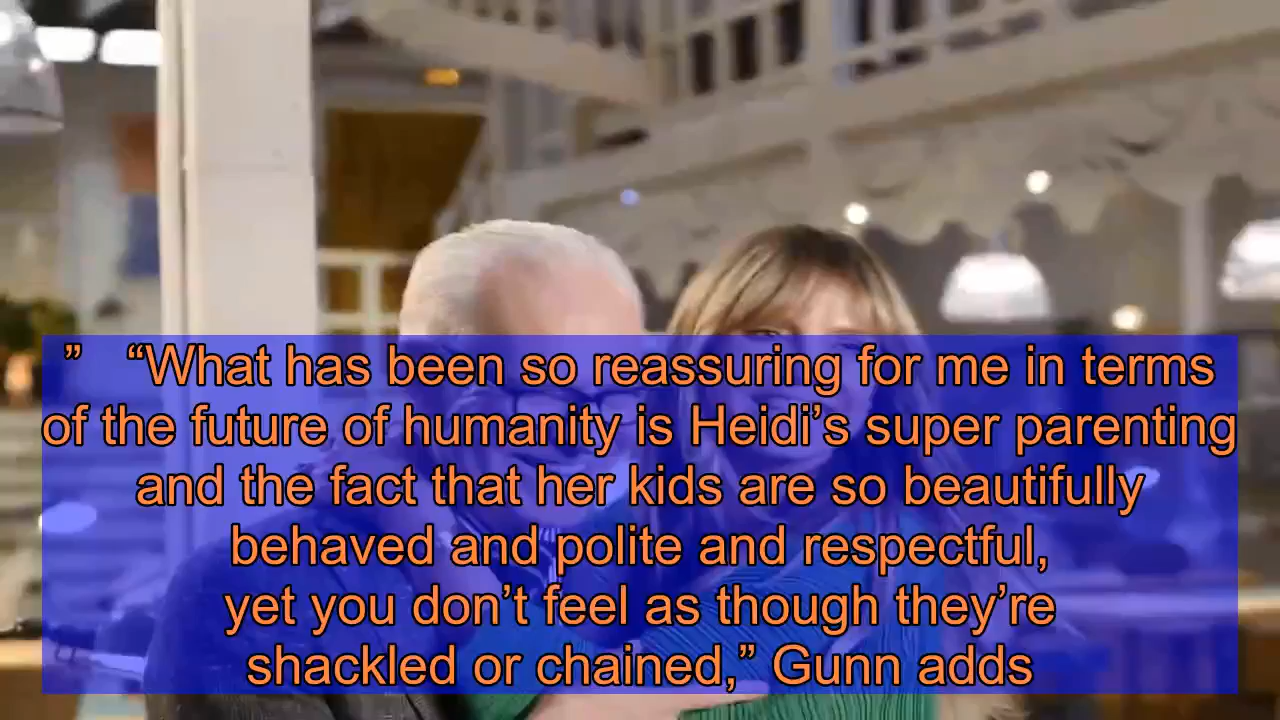 ” “What has been so reassuring for me in terms
of the future of humanity is Heidi’s super parenting
and the fact that her kids are so beautifully
behaved and polite and respectful,
yet you don’t feel as though they’re
shackled or chained,” Gunn adds